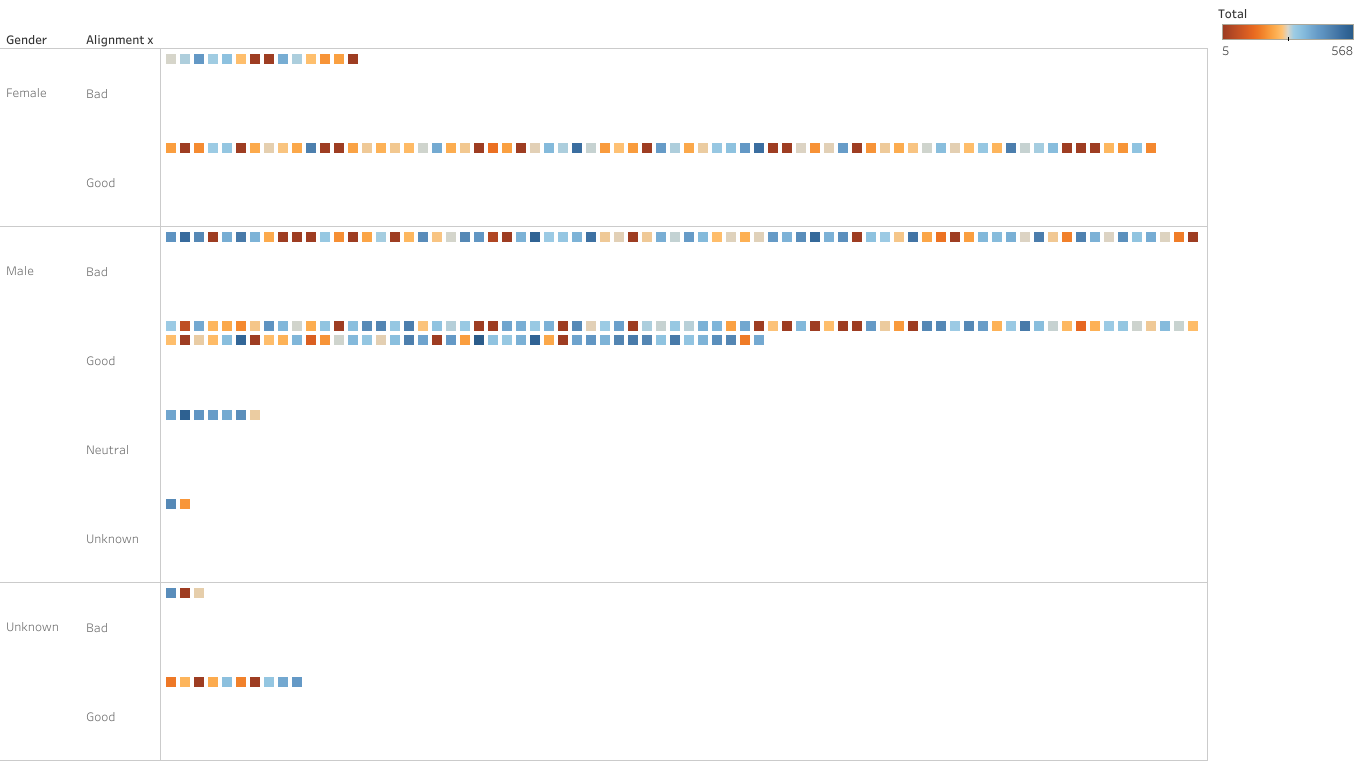 Total
5 568
Gender Alignment x
Female Bad
Good
Male Bad
Good
Neutral
Unknown
Unknown Bad
Good